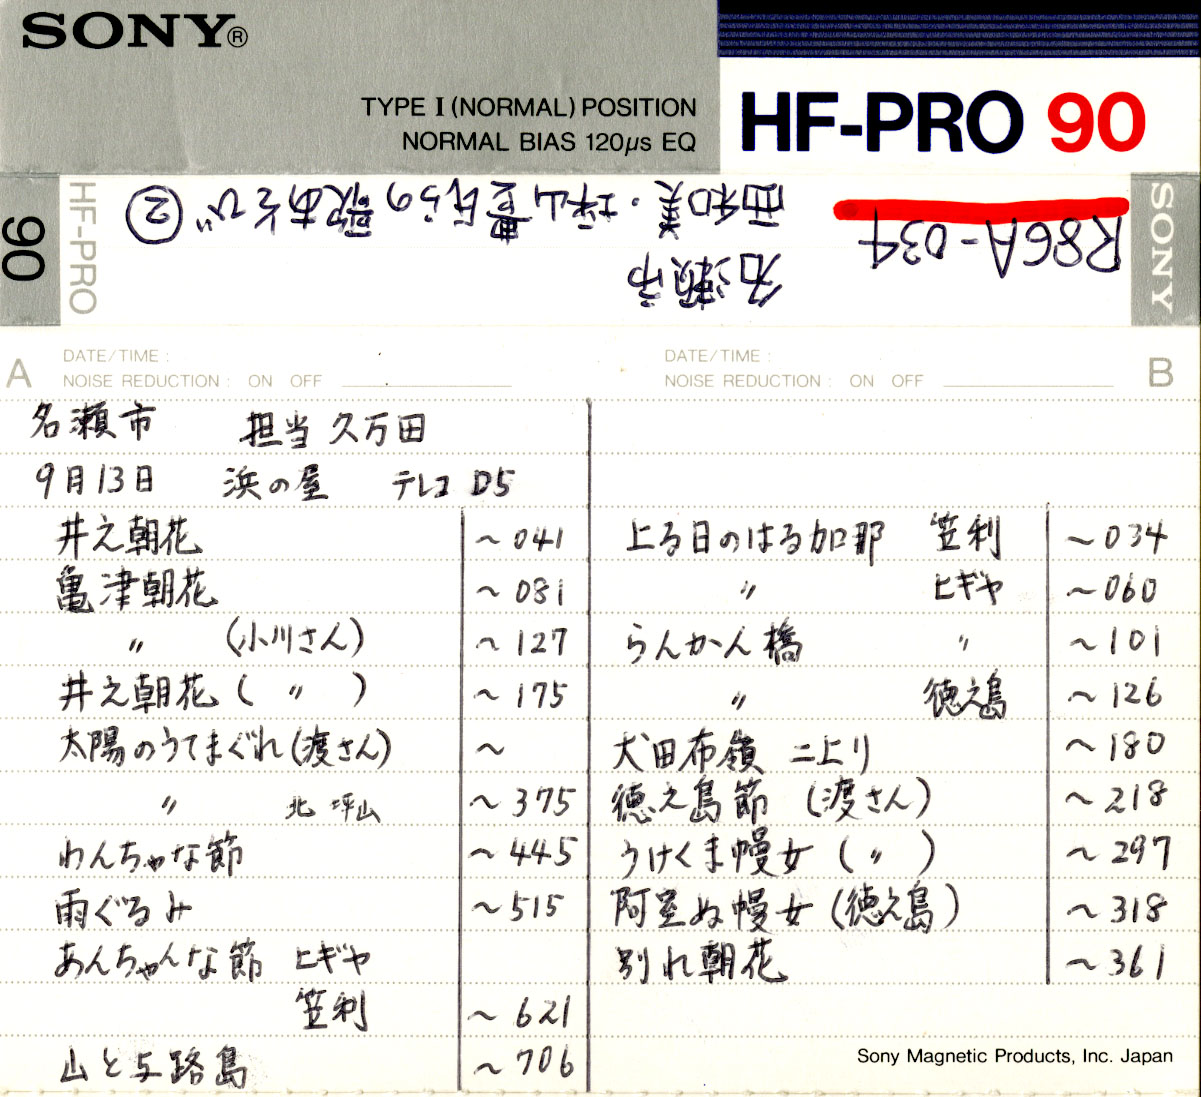 SONY®
TYPE I (NORMAL) POSITION
NORMAL BIAS 120μs EQ
HF-PRO 90
90
HF-PRO
R86A-034
名瀬市
西和美・坪山豊氏らの歌あそび②
SONY
A
DATE/TIME :
NOISE REDUCTION : ON OFF
B
DATE/TIME :
NOISE REDUCTION : ON OFF
名瀬市 担当 久万田
9月13日 浜の屋 テレコ D5
井之朝花 ~041
亀津朝花 ~081
〃 (小川さん) ~127
井之朝花 ( 〃 ) ~175
太陽のうてまぐれ (渡さん) ~
〃 北 坪山 ~375
わんちゃな節 ~445
雨ぐるみ ~515
あんちゃんな節 ヒギヤ
笠利 ~621
山と与路島 ~706
上る日のはる加那 笠利 ~034
〃 ヒギヤ ~060
らんかん橋 〃 ~101
〃 徳之島 ~126
犬田布嶺 二上り ~180
徳之島節 (渡さん) ~218
うけくま慢女 ( 〃 ) ~297
阿室ぬ慢女 (徳之島) ~318
別れ朝花 ~361
Sony Magnetic Products, Inc. Japan